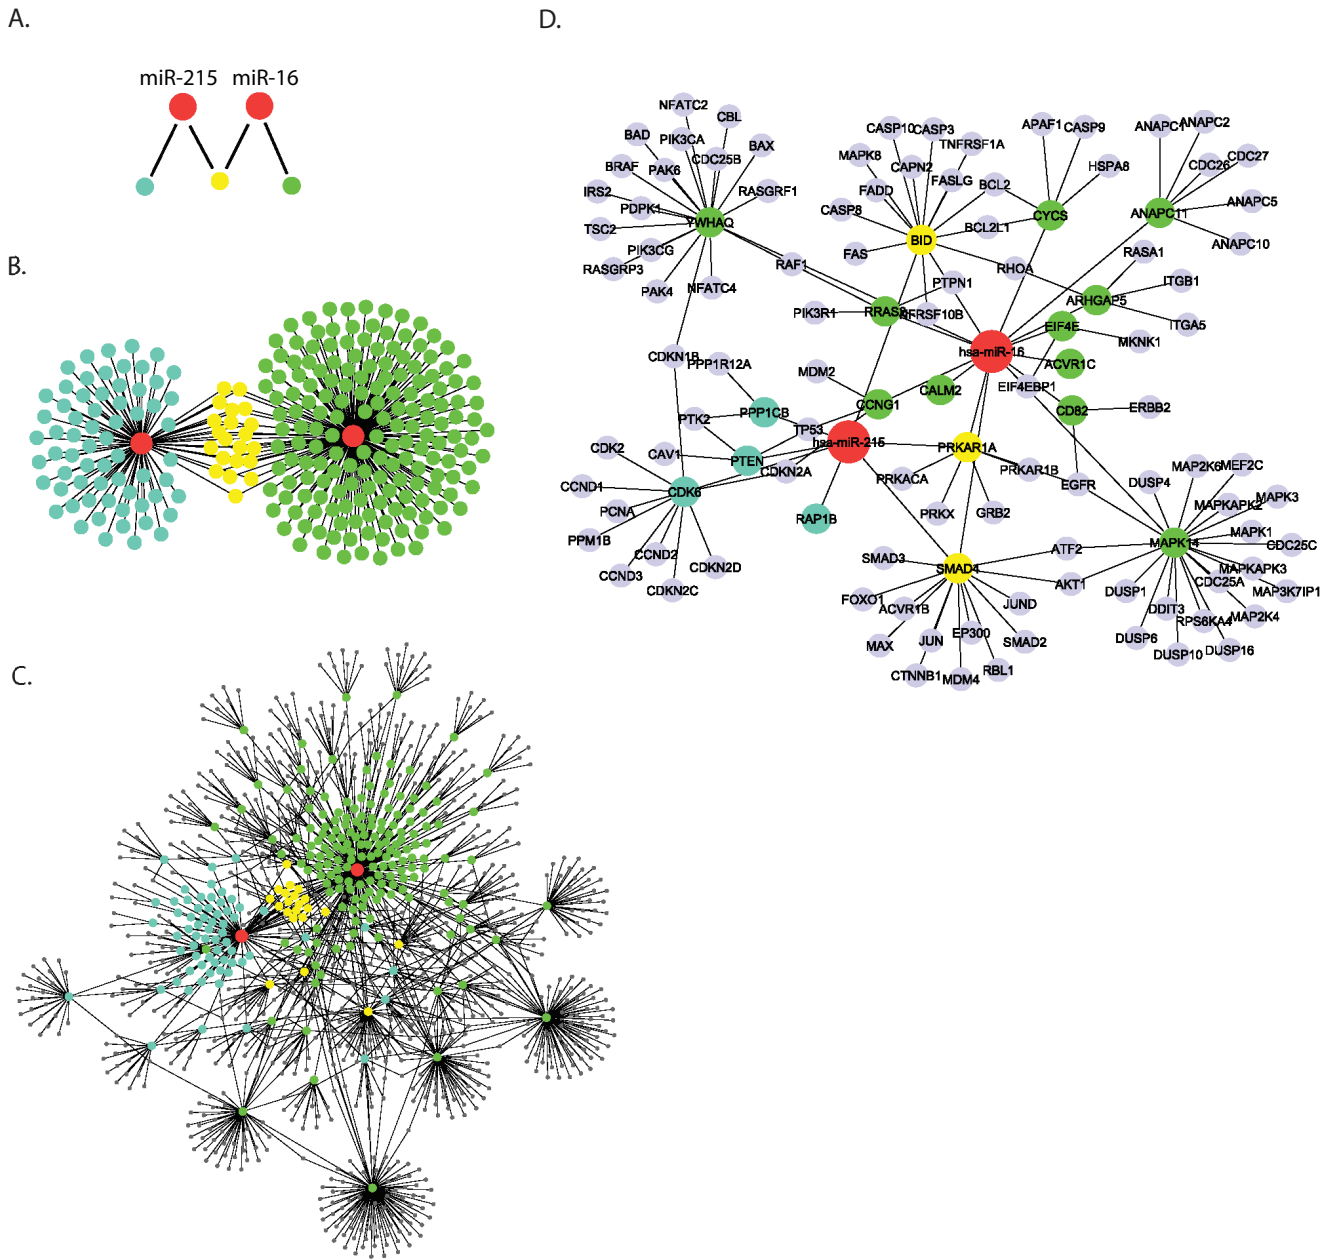 A.
D.
miR-215 miR-16
B.
C.
NFATC2
CBL
BAD
PIK3CA
BAX
CDC25B
BRAF
PAK6
IRS2
RASGRF1
PDPK1
YWHAQ
TSC2
PIK3CG
RASGRP3
PAK4
NFATC4
RAF1
CASP10
CASP3
TNFRSF1A
MAPK8
CAPN2
FASLG
FADD
BCL2
CASP8
BID
BCL2L1
FAS
RHOA
PTPN1
APAF1
CASP9
HSPA8
CYCS
ANAPC1
ANAPC2
CDC26
CDC27
ANAPC5
ANAPC11
ANAPC10
RASA1
ITGB1
ARHGAP5
ITGA5
PIK3R1
RRAS2
FRSF10B
EIF4E
MKNK1
hsa-miR-16
ACVR1C
EIF4EBP1
CDKN1B
PPP1R12A
MDM2
CALM2
CCNG1
CD82
ERBB2
PTK2
PPP1CB
TP53
hsa-miR-215
PRKAR1A
CDK2
CAV1
PTEN
CDKN2A
PRKAR1B
PRKACA
EGFR
CCND1
CDK6
PCNA
RAP1B
PRKX
GRB2
PPM1B
CCND2
CCND3
CDKN2D
CDKN2C
DUSP4
MAP2K6
MEF2C
MAPKAPK2
MAPK3
MAPK1
CDC25C
MAPK14
ATF2
SMAD3
SMAD4
AKT1
MAPKAPK3
CDC25A
MAP3K7IP1
DUSP1
FOXO1
ACVR1B
JUND
DDIT3
RPS6KA4
MAP2K4
MAX
JUN
EP300
SMAD2
DUSP6
DUSP10
DUSP16
CTNNB1
MDM4
RBL1